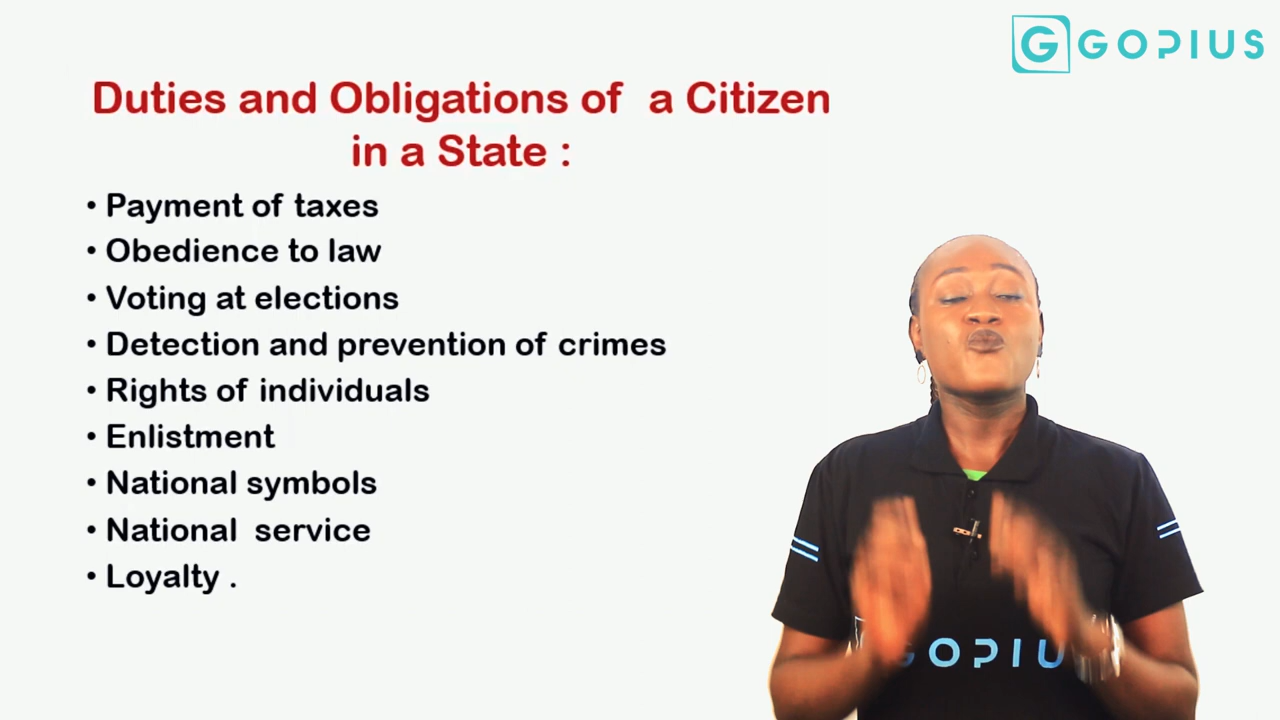 GOPIUS
Duties and Obligations of a Citizen
in a State :
• Payment of taxes
• Obedience to law
• Voting at elections
• Detection and prevention of crimes
• Rights of individuals
• Enlistment
• National symbols
• National service
• Loyalty .
GOPIU